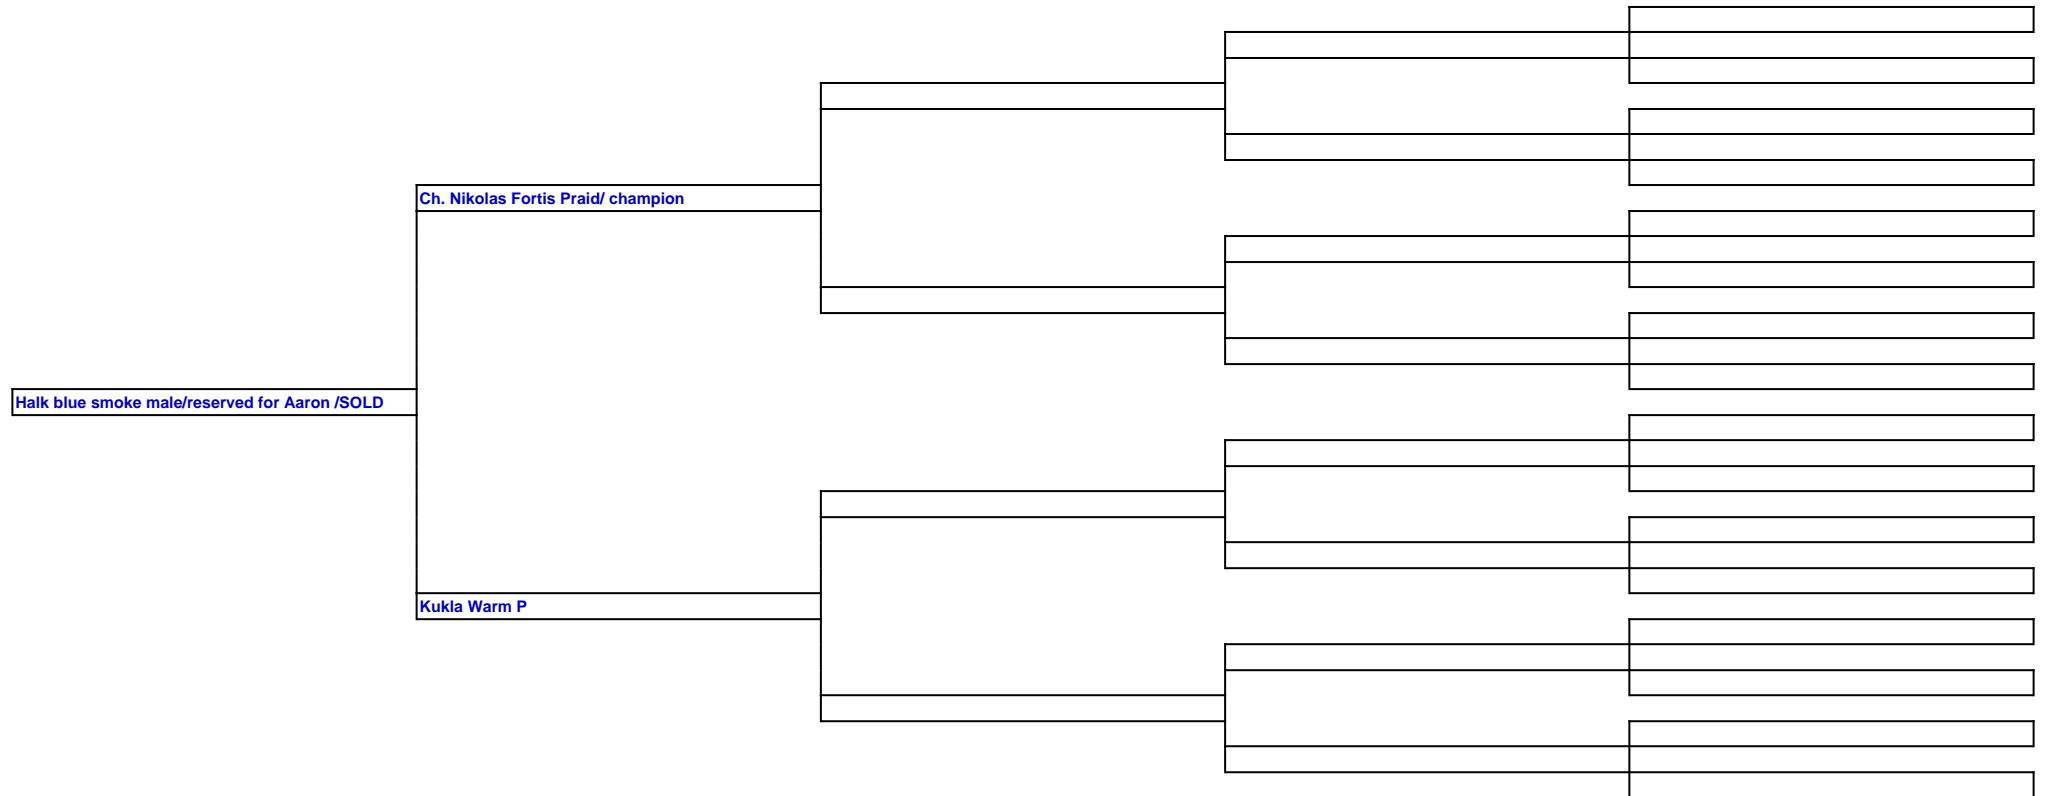 Ch. Nikolas Fortis Praid/ champion
Halk blue smoke male/reserved for Aaron /SOLD
Kukla Warm P